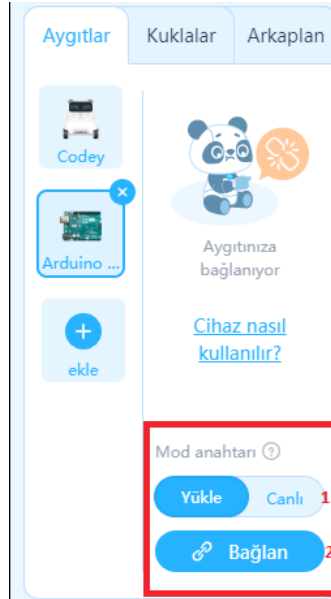 Aygıtlar
Kuklalar
Arkaplan
Codey
Arduino ...
ekle
Aygıtınıza
bağlanıyor
Cihaz nasıl
kullanılır?
Mod anahtarı ?
Yükle
Canlı
1
Bağlan
2